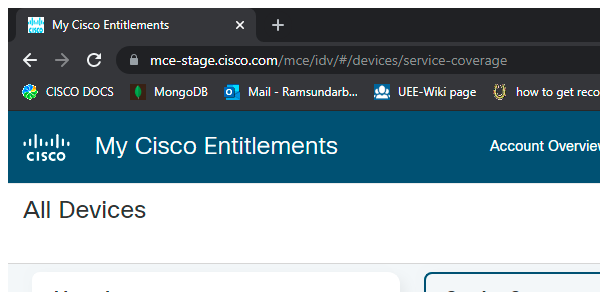 My Cisco Entitlements
mce-stage.cisco.com/mce/idv/#/devices/service-coverage
CISCO DOCS MongoDB Mail - Ramsundarb... UEE-Wiki page how to get reco
CISCO My Cisco Entitlements Account Overview
All Devices